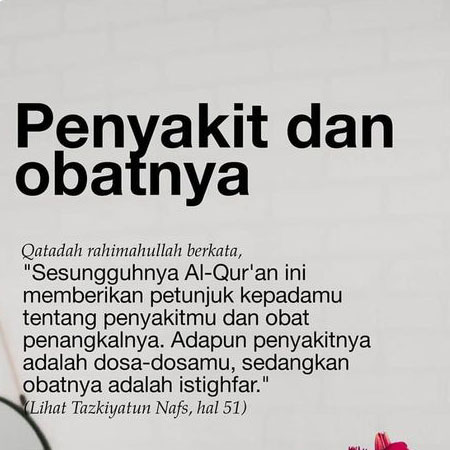 Penyakit dan
obatnya
Qatadah rahimahullah berkata,
"Sesungguhnya Al-Qur'an ini
memberikan petunjuk kepadamu
tentang penyakitmu dan obat
penangkalnya. Adapun penyakitnya
adalah dosa-dosamu, sedangkan
obatnya adalah istighfar."
(Lihat Tazkiyatun Nafs, hal 51)